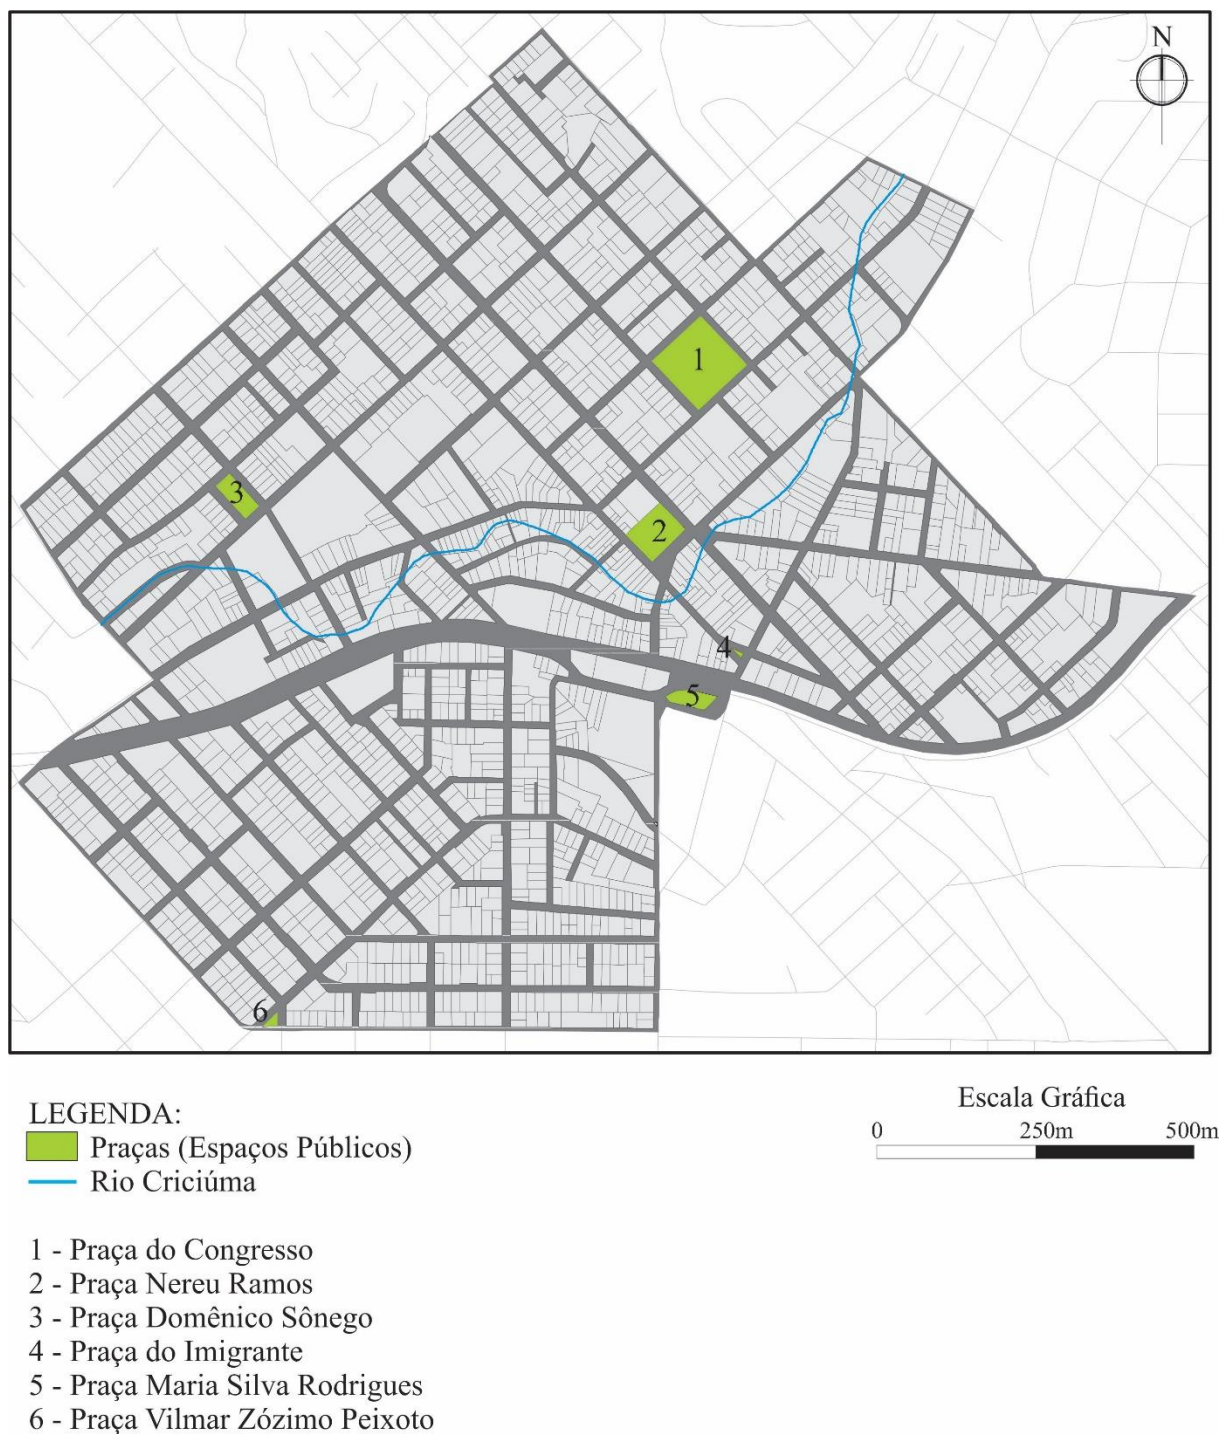 N
1
3
2
4
5
6
LEGENDA:
Praças (Espaços Públicos)
Rio Criciúma
Escala Gráfica
0 250m 500m
1 - Praça do Congresso
2 - Praça Nereu Ramos
3 - Praça Domênico Sônego
4 - Praça do Imigrante
5 - Praça Maria Silva Rodrigues
6 - Praça Vilmar Zózimo Peixoto